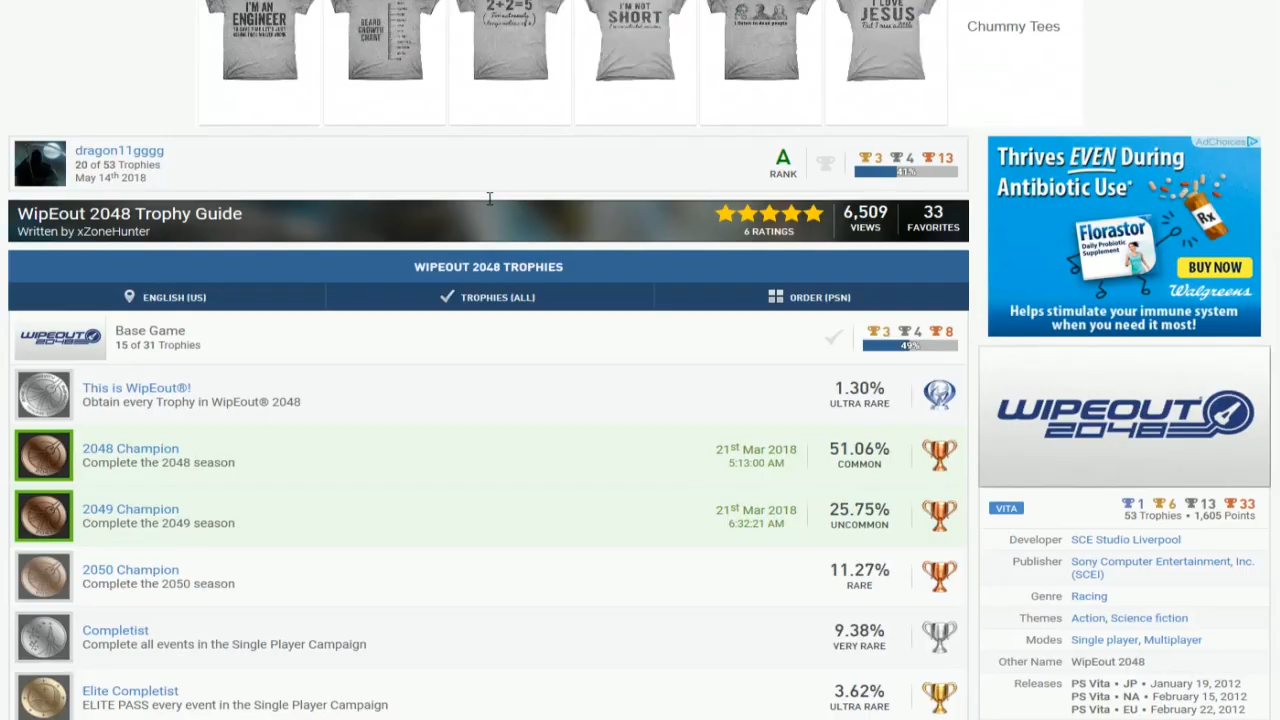 I'M AN
ENGINEER
BEARD
GROWTH
CHART
2+2=5
I'M NOT
SHORT
I LOVE
JESUS
Chummy Tees
dragon11gggg
20 of 53 Trophies
May 14th 2018
A
RANK
3 4 13
41%
AdChoices
Thrives EVEN During
Antibiotic Use*
Rx
Florastor
Daily Probiotic
Supplement
BUY NOW
Walgreens
Helps stimulate your immune system
when you need it most!
WipEout 2048 Trophy Guide
Written by xZoneHunter
6 RATINGS
6,509
VIEWS
33
FAVORITES
WIPEOUT 2048 TROPHIES
ENGLISH (US)
TROPHIES (ALL)
ORDER (PSN)
WIPEOUT
2048
Base Game
15 of 31 Trophies
3 4 8
49%
This is WipEout®!
Obtain every Trophy in WipEout® 2048
1.30%
ULTRA RARE
2048 Champion
Complete the 2048 season
21st Mar 2018
5:13:00 AM
51.06%
COMMON
2049 Champion
Complete the 2049 season
21st Mar 2018
6:32:21 AM
25.75%
UNCOMMON
2050 Champion
Complete the 2050 season
11.27%
RARE
Completist
Complete all events in the Single Player Campaign
9.38%
VERY RARE
Elite Completist
ELITE PASS every event in the Single Player Campaign
3.62%
ULTRA RARE
WIPEOUT
2048
VITA
1 6 13 33
53 Trophies • 1,605 Points
Developer SCE Studio Liverpool
Publisher Sony Computer Entertainment, Inc.
(SCEI)
Genre Racing
Themes Action, Science fiction
Modes Single player, Multiplayer
Other Name WipEout 2048
Releases PS Vita • JP • January 19, 2012
PS Vita • NA • February 15, 2012
PS Vita • EU • February 22, 2012